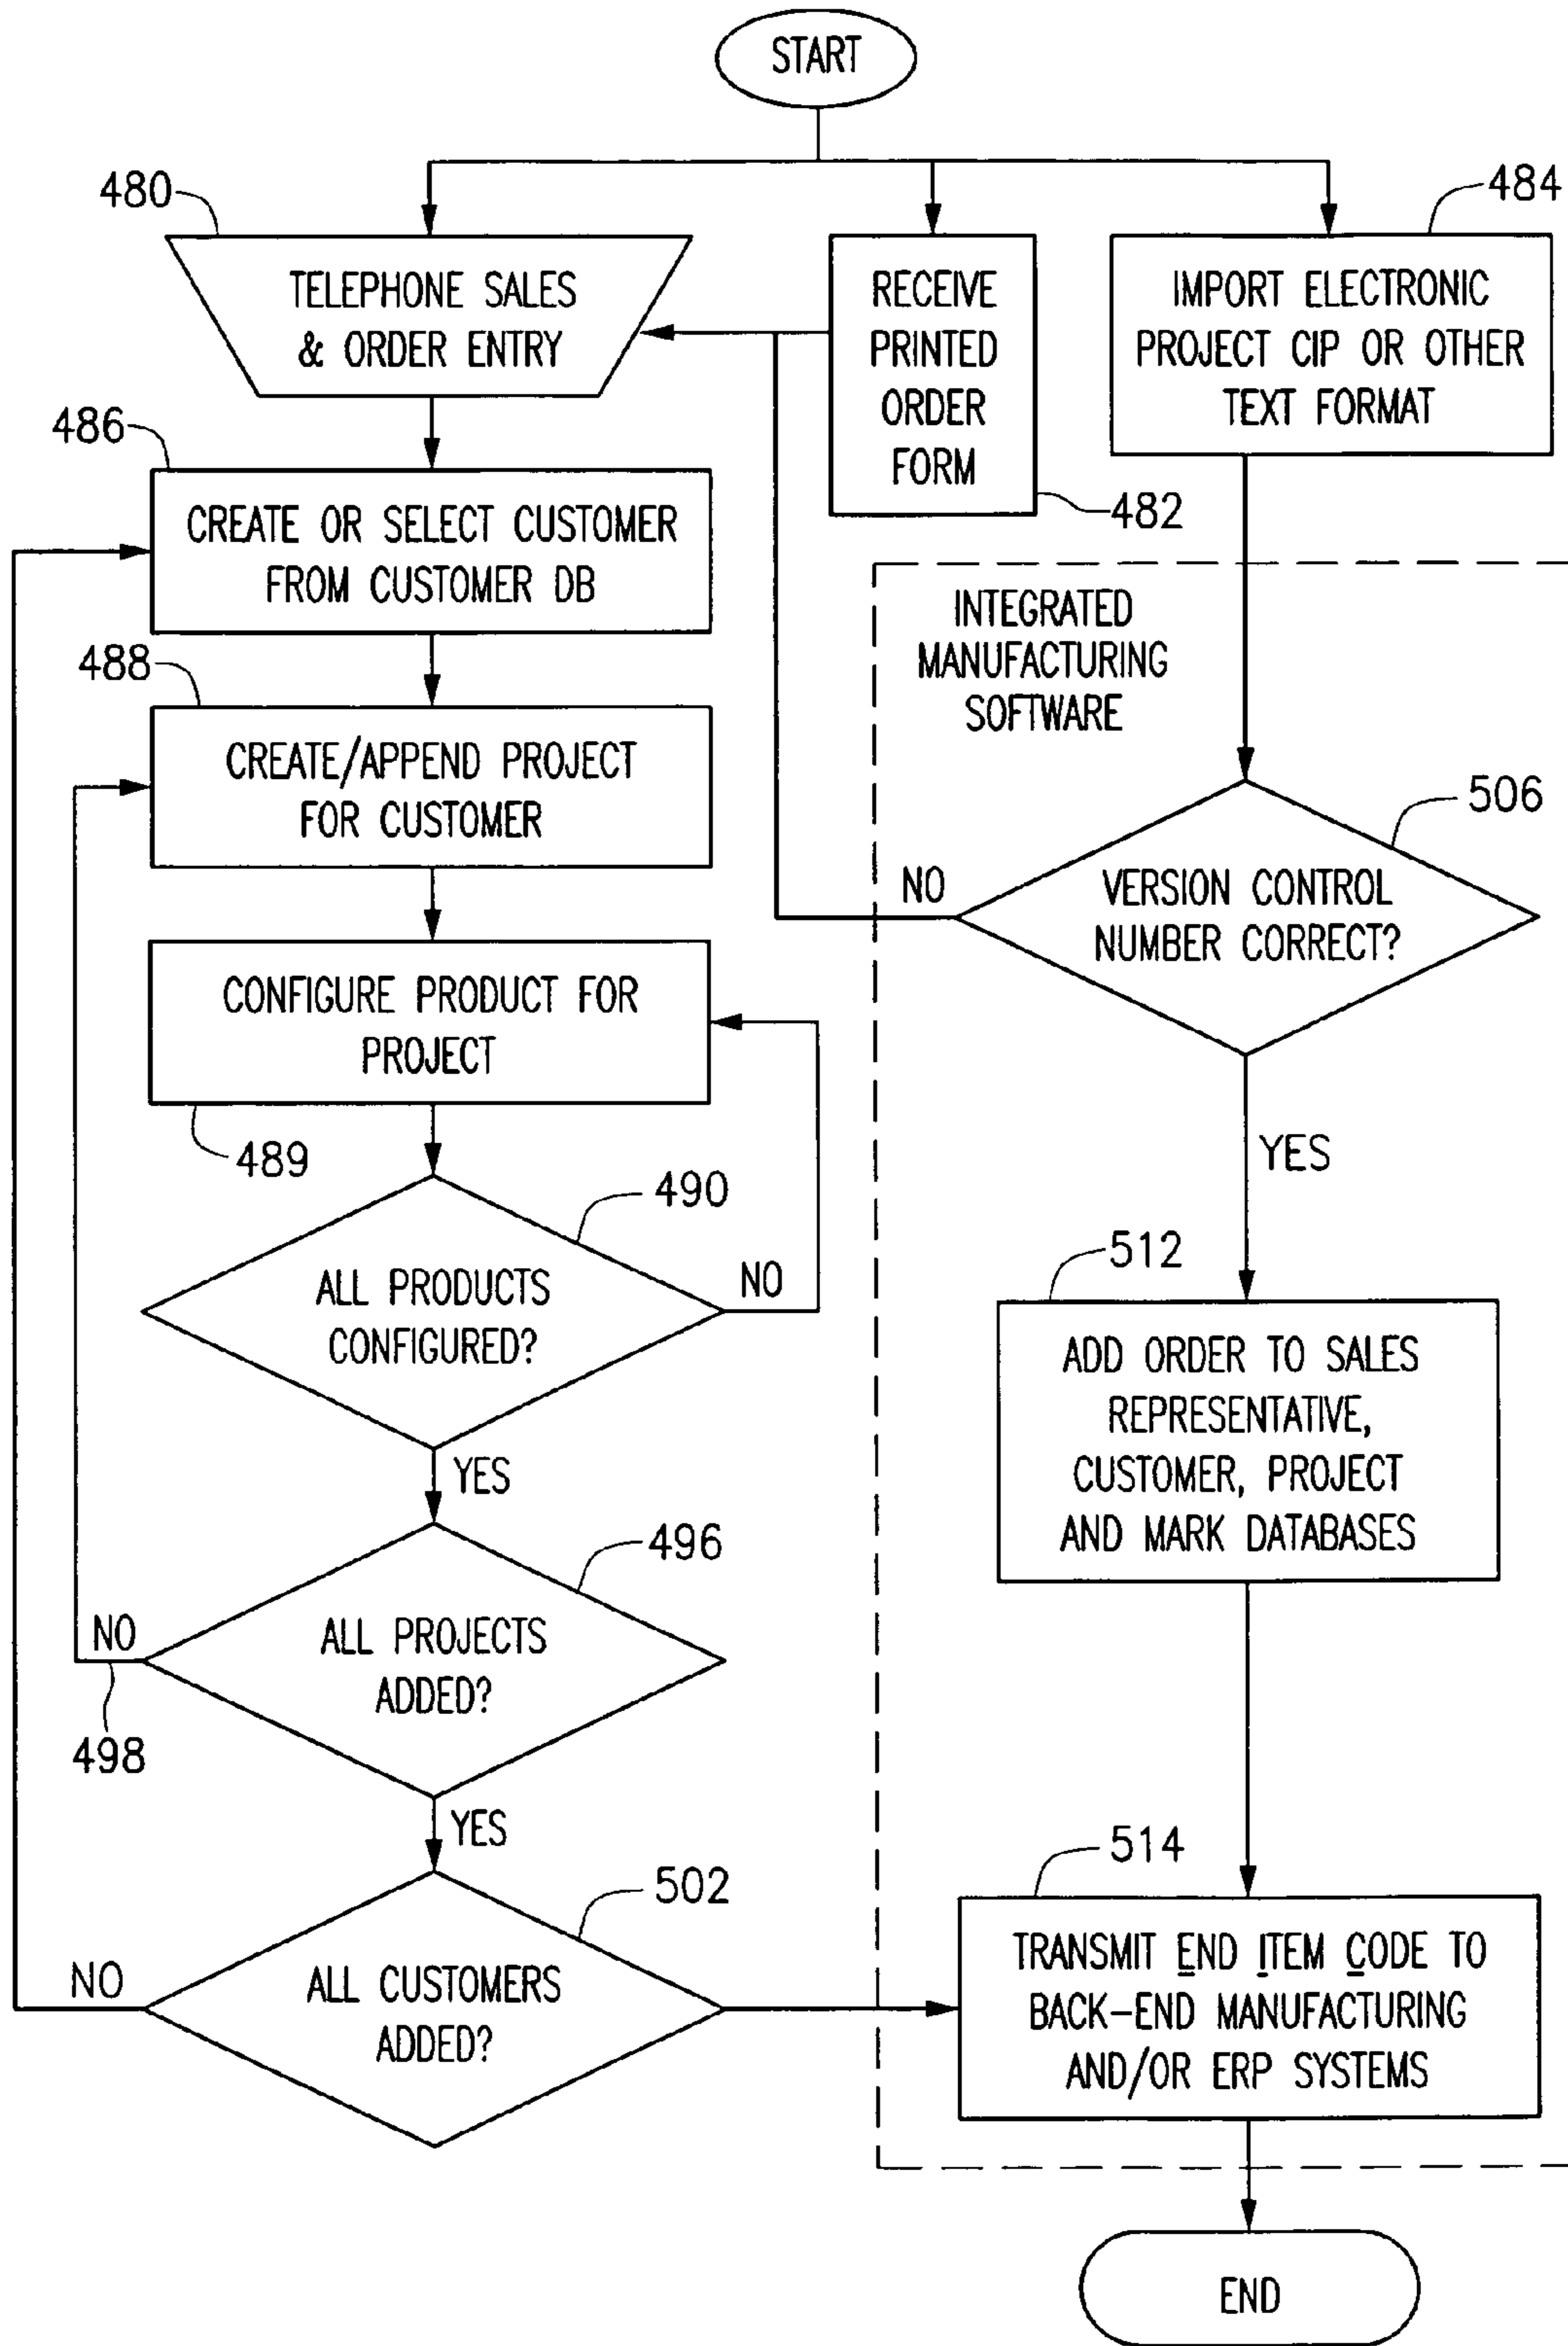 START
480
TELEPHONE SALES
& ORDER ENTRY
RECEIVE
PRINTED
ORDER
FORM
482
484
IMPORT ELECTRONIC
PROJECT CIP OR OTHER
TEXT FORMAT
486
CREATE OR SELECT CUSTOMER
FROM CUSTOMER DB
INTEGRATED
MANUFACTURING
SOFTWARE
488
CREATE/APPEND PROJECT
FOR CUSTOMER
506
VERSION CONTROL
NUMBER CORRECT?
NO
YES
CONFIGURE PRODUCT FOR
PROJECT
489
490
ALL PRODUCTS
CONFIGURED?
NO
YES
512
ADD ORDER TO SALES
REPRESENTATIVE,
CUSTOMER, PROJECT
AND MARK DATABASES
496
ALL PROJECTS
ADDED?
NO
498
YES
502
ALL CUSTOMERS
ADDED?
NO
514
TRANSMIT END ITEM CODE TO
BACK-END MANUFACTURING
AND/OR ERP SYSTEMS
END